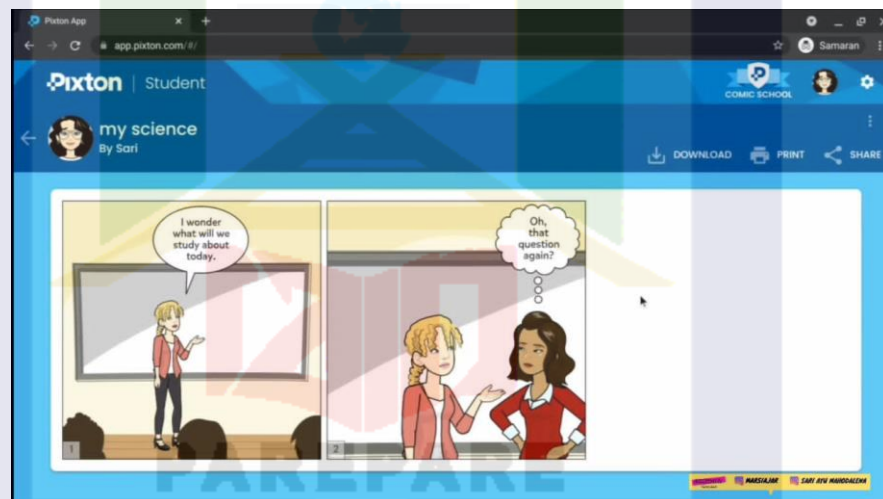 Pixton App
app.pixton.com/#/
Samaran
Pixton Student
COMIC SCHOOL
my science
By Sari
DOWNLOAD
PRINT
SHARE
I wonder
what will we
study about
today.
Oh,
that
question
again?
1
2
PAREPARE
MARSIAJAR
SARI AYU MAHODALENA